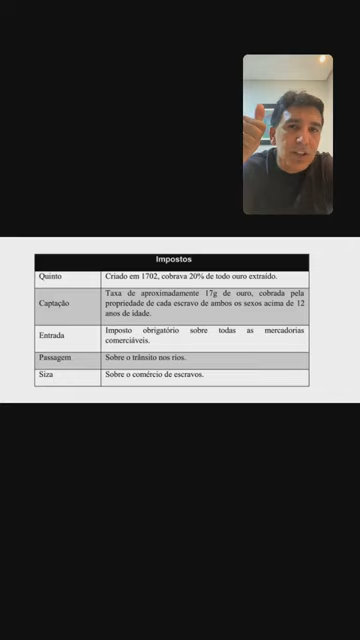 Impostos
Quinto
Criado em 1702, cobrava 20% de todo ouro extraído.
Captação
Taxa de aproximadamente 17g de ouro, cobrada pela
propriedade de cada escravo de ambos os sexos acima de 12
anos de idade.
Entrada
Imposto obrigatório sobre todas as mercadorias
comerciáveis.
Passagem
Sobre o trânsito nos rios.
Siza
Sobre o comércio de escravos.